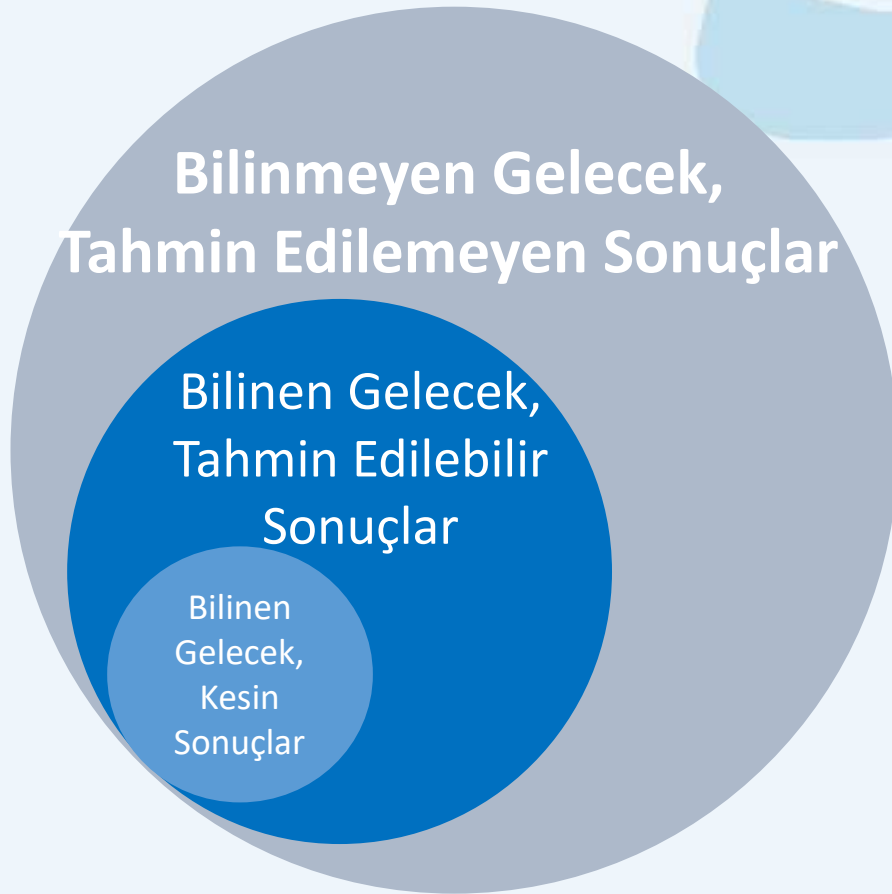 Bilinmeyen Gelecek,
Tahmin Edilemeyen Sonuçlar
Bilinen Gelecek,
Tahmin Edilebilir
Sonuçlar
Bilinen
Gelecek,
Kesin
Sonuçlar